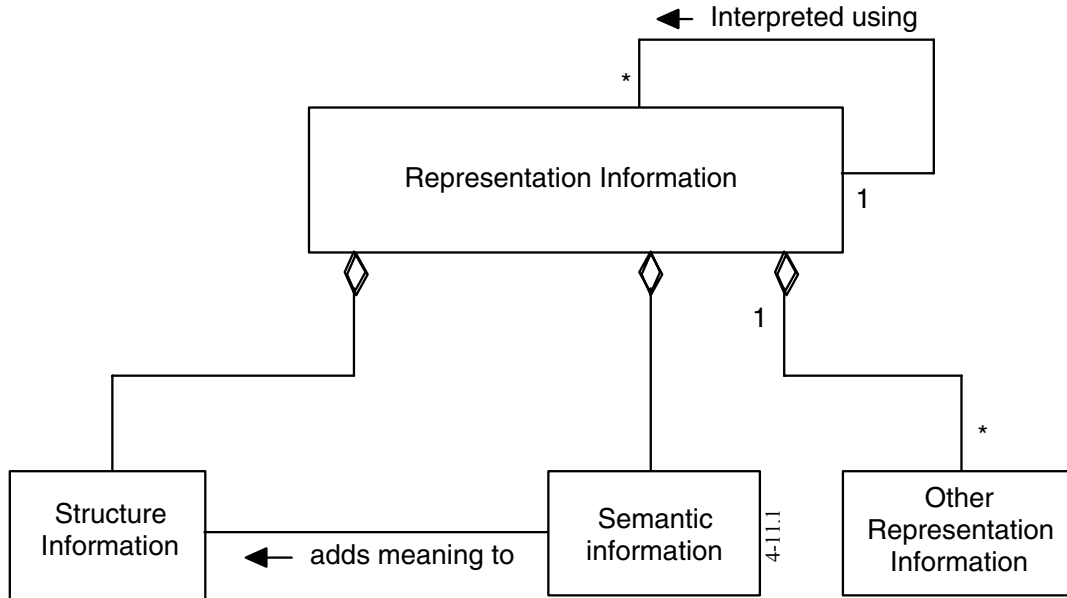 Interpreted using
*
Representation Information
1
1
*
Structure
Information
adds meaning to
Semantic
information
4-11.1
Other
Representation
Information